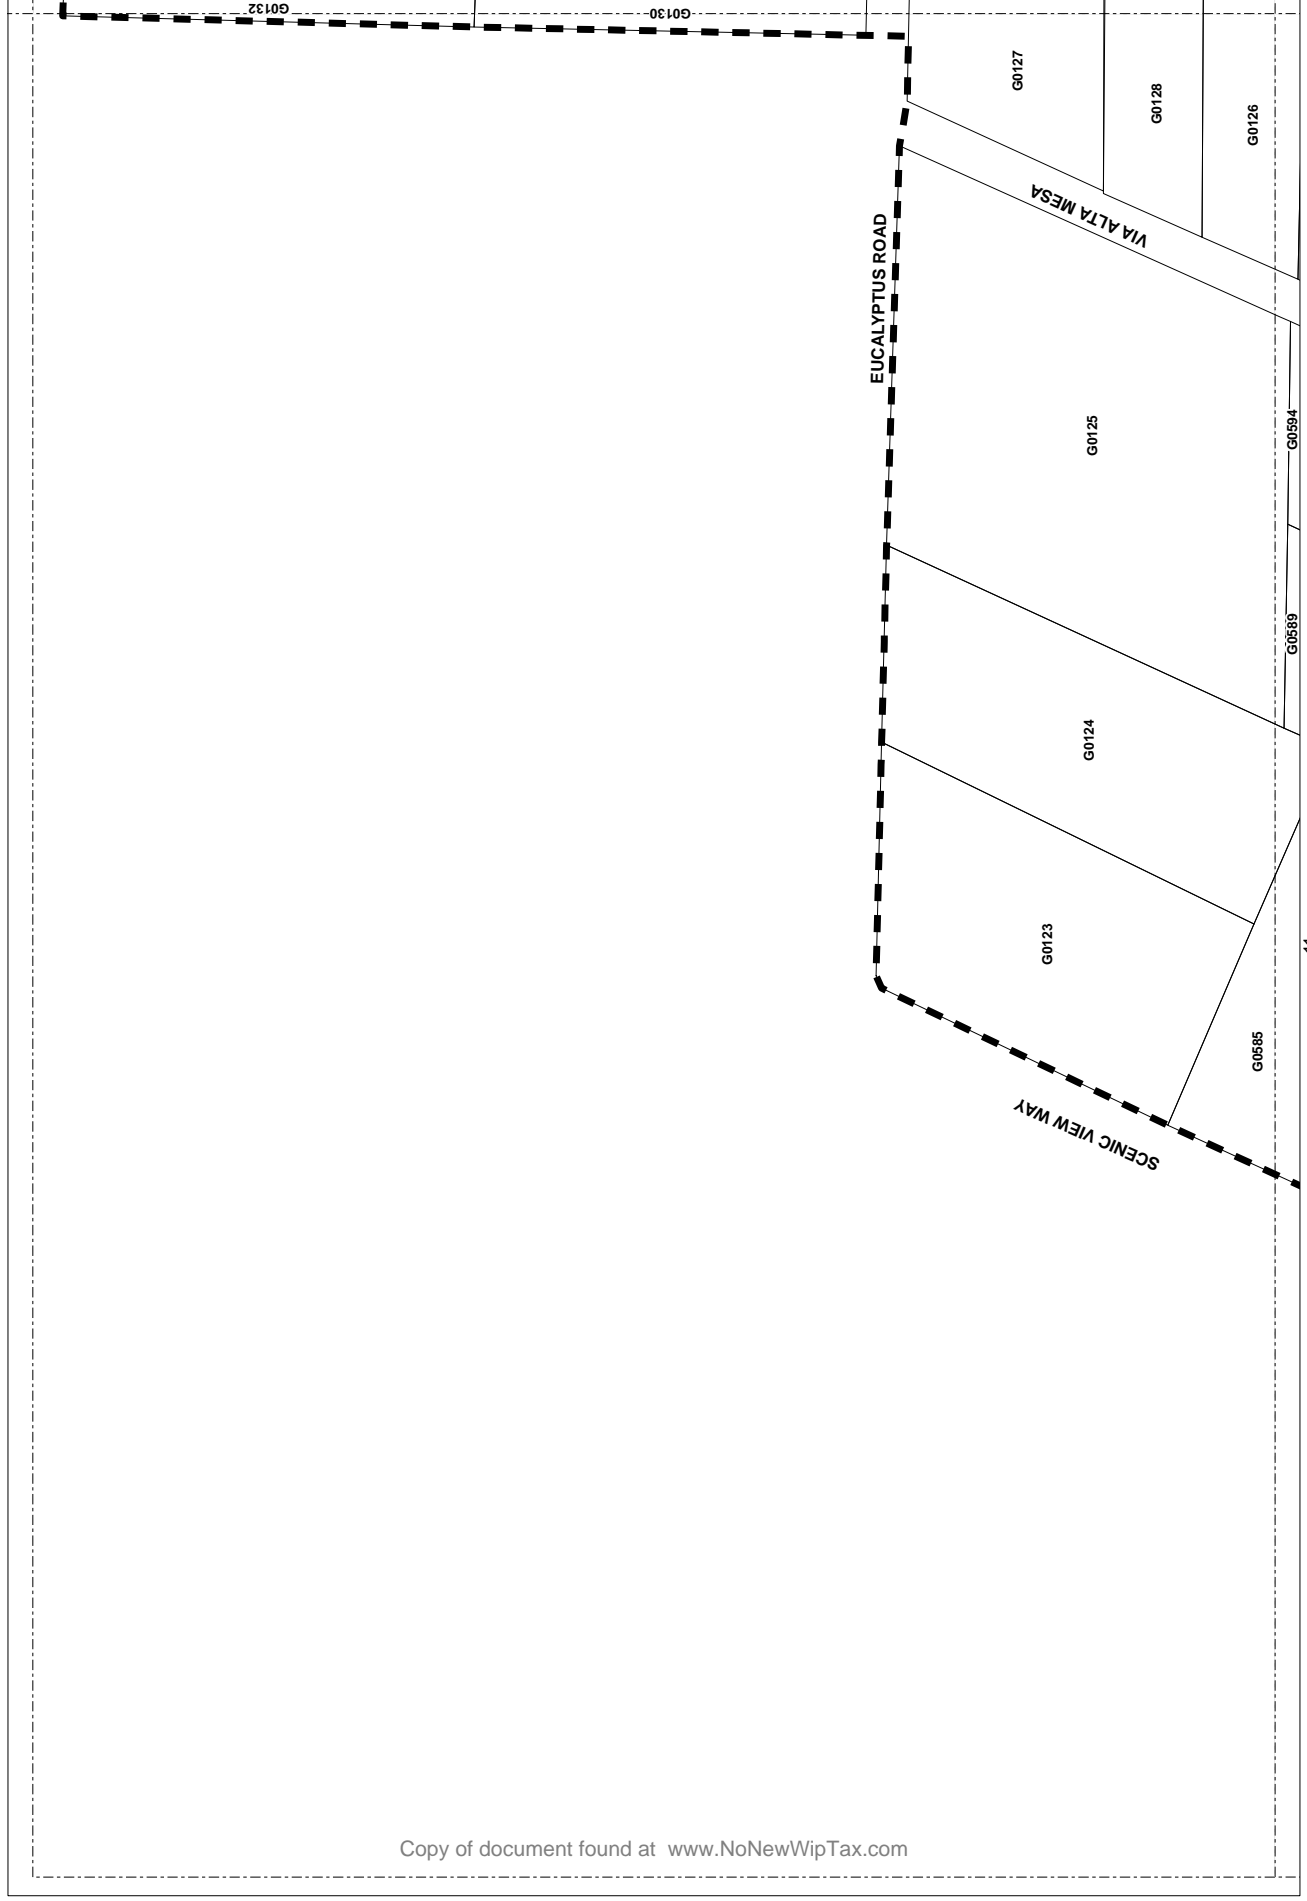 G0132
G0130
G0127
G0128
G0126
VIA ALTA MESA
EUCALYPTUS ROAD
G0125
G0594
G0589
G0124
G0123
G0585
SCENIC VIEW WAY
Copy of document found at www.NoNewWipTax.com